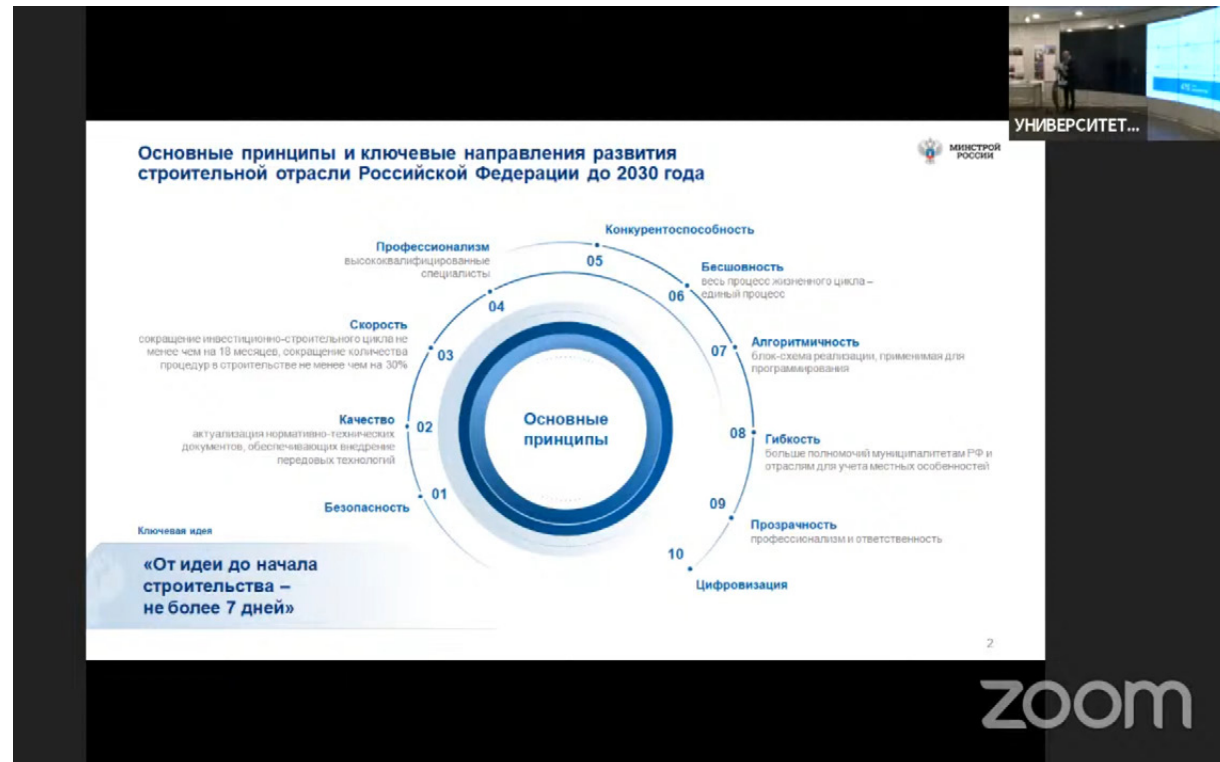 УНИВЕРСИТЕТ...
Основные принципы и ключевые направления развития
строительной отрасли Российской Федерации до 2030 года
МИНСТРОЙ
РОССИИ
Конкурентоспособность
05
Профессионализм
высококвалифицированные
специалисты
04
Бесшовность
весь процесс жизненного цикла –
единый процесс
06
Скорость
сокращение инвестиционно-строительного цикла не
менее чем на 18 месяцев, сокращение количества
процедур в строительстве не менее чем на 30%
03
Алгоритмичность
блок-схема реализации, применимая для
программирования
07
Основные
принципы
Качество
актуализация нормативно-технических
документов, обеспечивающих внедрение
передовых технологий
02
08
Гибкость
больше полномочий муниципалитетам РФ и
отраслям для учета местных особенностей
01
Безопасность
09
Прозрачность
профессионализм и ответственность
10
Цифровизация
Ключевая идея
«От идеи до начала
строительства –
не более 7 дней»
2
zoom